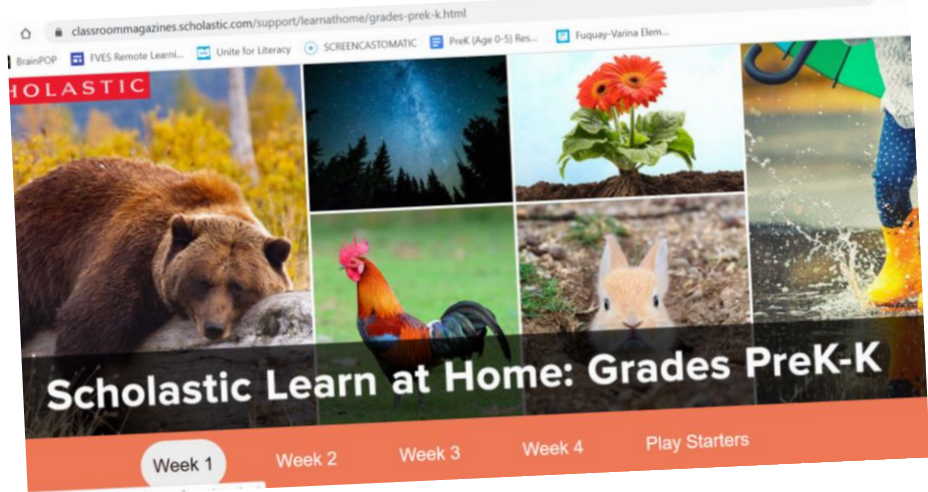 classroommagazines.scholastic.com/support/learnathome/grades-prek-k.html
BrainPOP FVES Remote Learni... Unite for Literacy SCREENCASTOMATIC PreK (Age 0-5) Res... Fuquay-Varina Elem...
HOLASTIC
Scholastic Learn at Home: Grades PreK-K
Week 1 Week 2 Week 3 Week 4 Play Starters